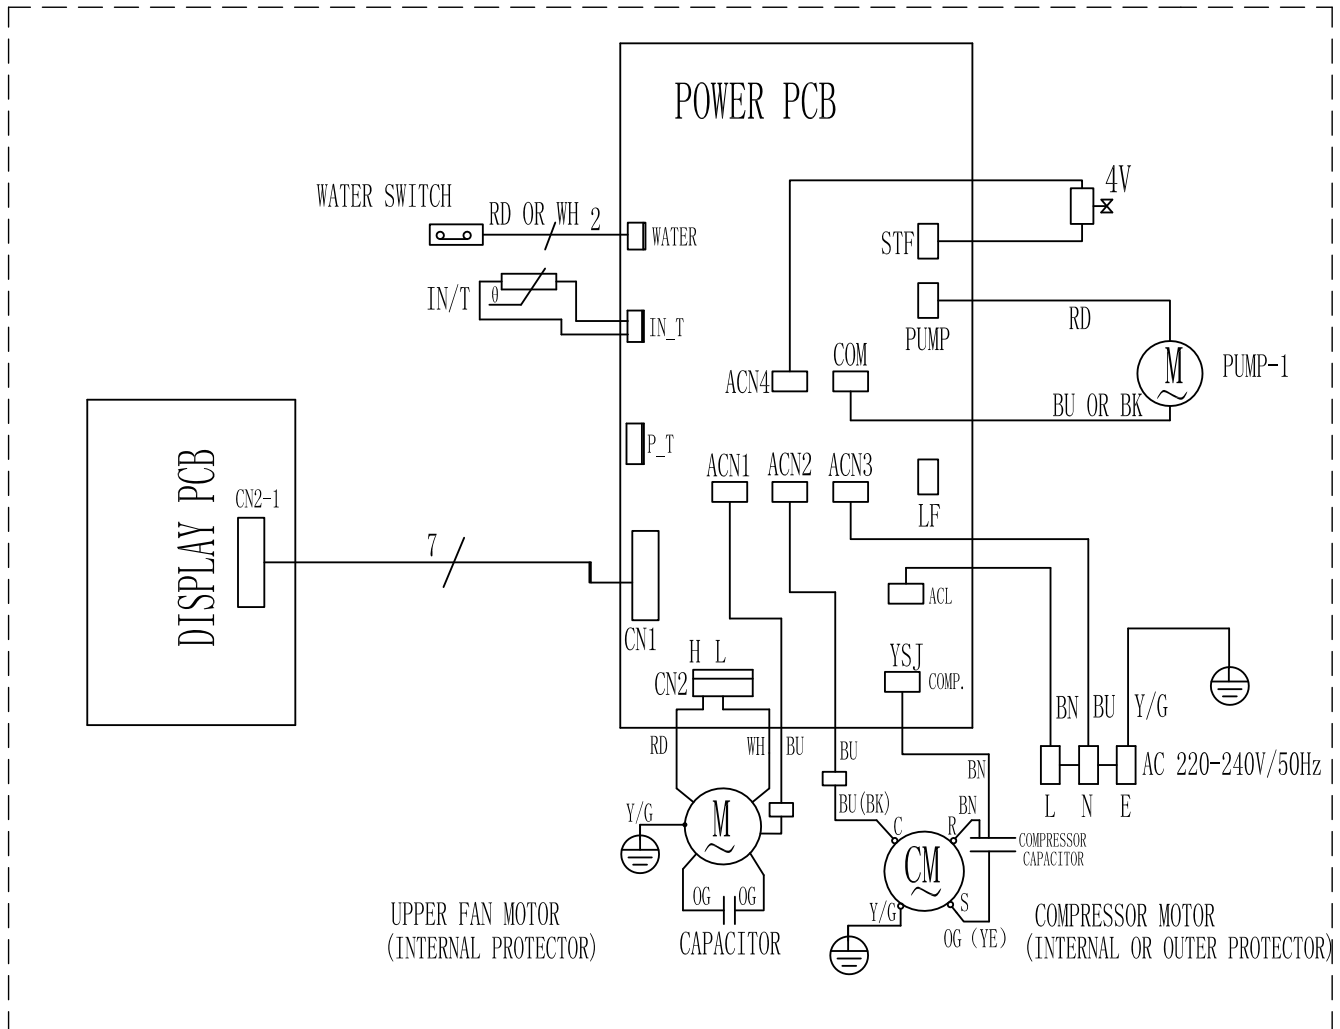 POWER PCB
WATER SWITCH
RD OR WH 2
WATER
4V
STF
IN/T
θ
IN_T
PUMP
RD
COM
ACN4
M
PUMP-1
BU OR BK
P_T
ACN1
ACN2
ACN3
LF
DISPLAY PCB
CN2-1
7
CN1
ACL
H L
CN2
YSJ
COMP.
BN
BU
Y/G
RD
WH
BU
BU
BN
AC 220-240V/50Hz
L
N
E
Y/G
M
BU(BK)
BN
C
R
COMPRESSOR
CAPACITOR
CM
OG
OG
Y/G
S
OG (YE)
UPPER FAN MOTOR
(INTERNAL PROTECTOR)
CAPACITOR
COMPRESSOR MOTOR
(INTERNAL OR OUTER PROTECTOR)